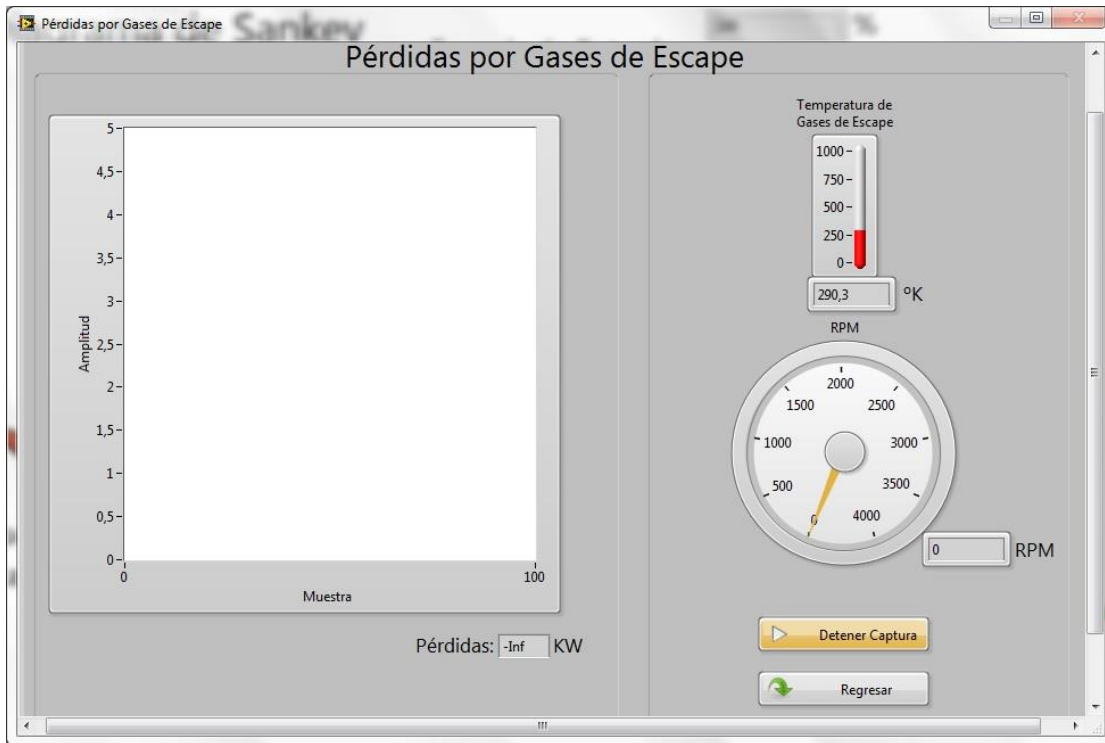 Pérdidas por Gases de Escape
de Sankey
%
Pérdidas por Gases de Escape
5
4,5
4
3,5
3
2,5
2
1,5
1
0,5
0
Amplitud
0
100
Muestra
Pérdidas: -Inf KW
Temperatura de
Gases de Escape
1000
750
500
250
0
290,3 °K
RPM
0
500
1000
1500
2000
2500
3000
3500
4000
0 RPM
Detener Captura
Regresar